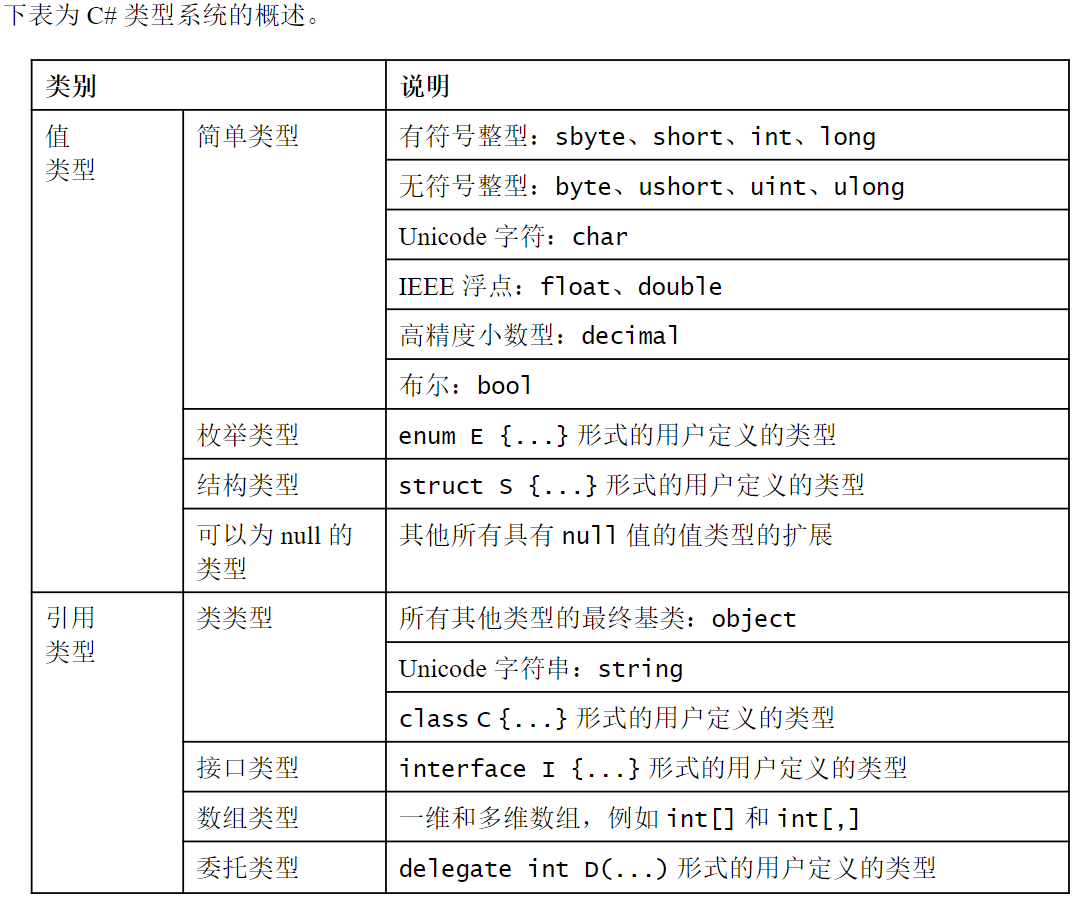 下表为 C# 类型系统的概述。
类别 说明
值
类型
简单类型 有符号整型：sbyte、short、int、long
无符号整型：byte、ushort、uint、ulong
Unicode 字符：char
IEEE 浮点：float、double
高精度小数型：decimal
布尔：bool
枚举类型 enum E {...} 形式的用户定义的类型
结构类型 struct S {...} 形式的用户定义的类型
可以为 null 的
类型
其他所有具有 null 值的值类型的扩展
引用
类型
类类型 所有其他类型的最终基类：object
Unicode 字符串：string
class C {...} 形式的用户定义的类型
接口类型 interface I {...} 形式的用户定义的类型
数组类型 一维和多维数组，例如 int[] 和 int[,]
委托类型 delegate int D(...) 形式的用户定义的类型